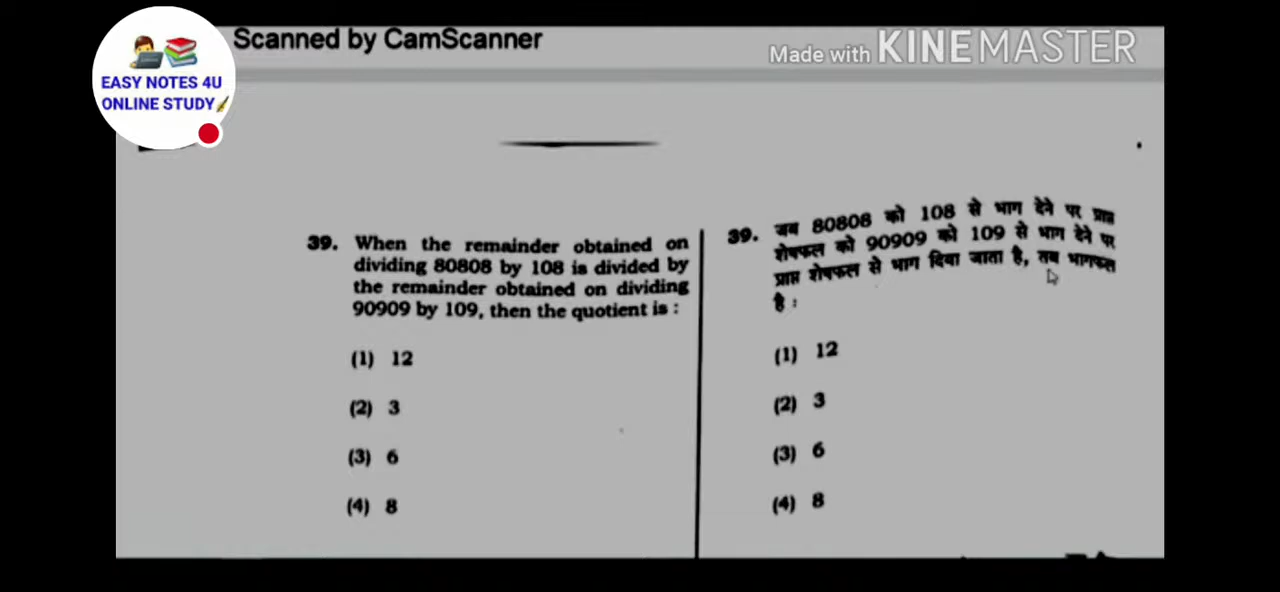 Scanned by CamScanner
Made with KINEMASTER
EASY NOTES 4U
ONLINE STUDY
39. When the remainder obtained on
dividing 80808 by 108 is divided by
the remainder obtained on dividing
90909 by 109, then the quotient is :
(1) 12
(2) 3
(3) 6
(4) 8
39. जब 80808 को 108 से भाग देने पर प्राप्त
शेषफल को 90909 को 109 से भाग देने पर
प्राप्त शेषफल से भाग दिया जाता है, तब भागफल
है :
(1) 12
(2) 3
(3) 6
(4) 8